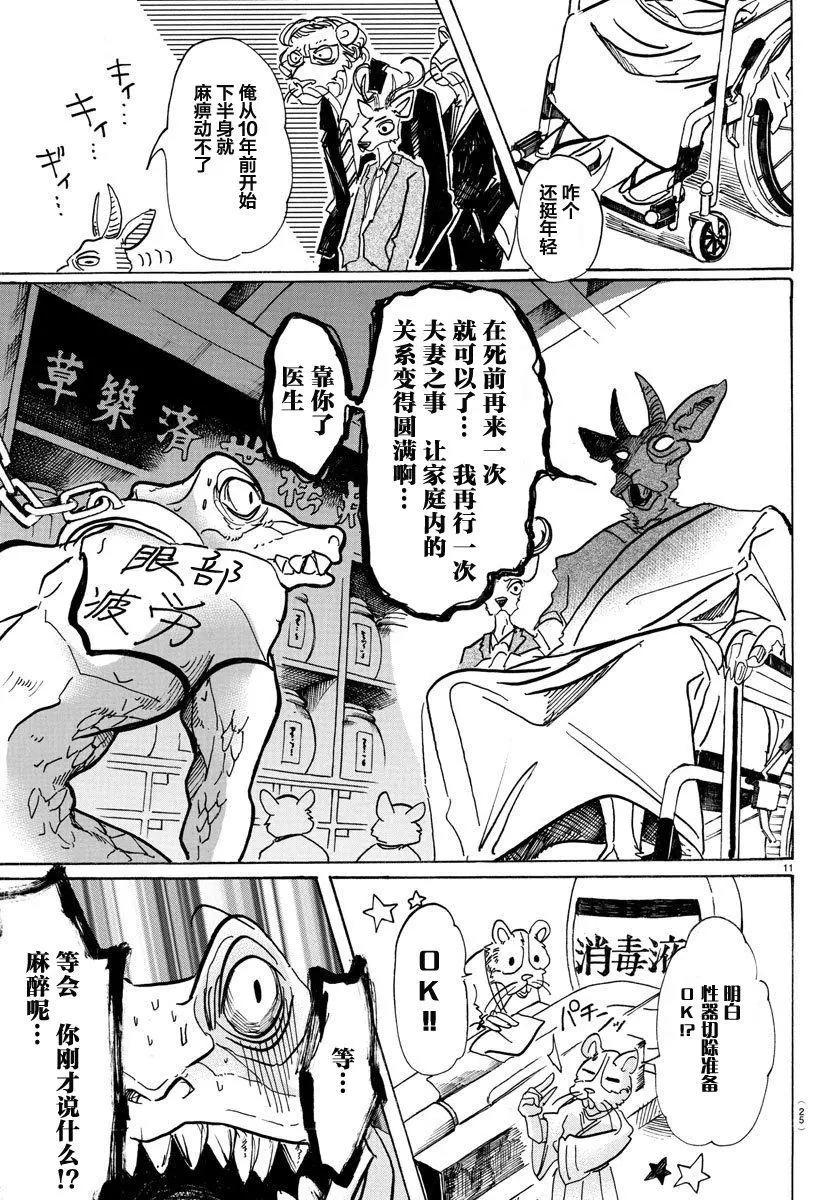 咋个
还挺年轻
俺从10年前开始
下半身就
麻痹动不了
キィ
キィ…
ギィ…
在死前再来一次
就可以了… 我再行一次
夫妻之事 让家庭内的
关系变得圆满啊…
靠你了
医生
草築済世
眼部
疲労
11
消毒液
明白
性器切除准备
OK!?
パチンッ
OK!!
等…
等会 你刚才说什么!?
麻醉呢…
(25)